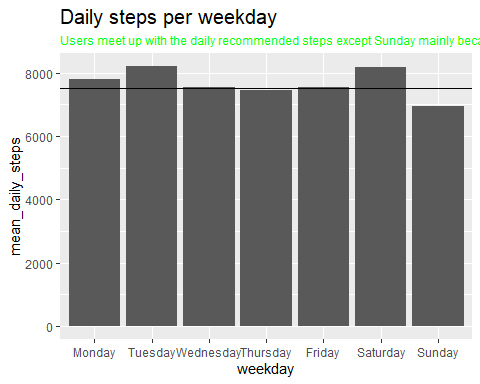 Daily steps per weekday
Users meet up with the daily recommended steps except Sunday mainly
8000
6000
4000
2000
0
mean_daily_steps
Monday Tuesday Wednesday Thursday Friday Saturday Sunday
weekday